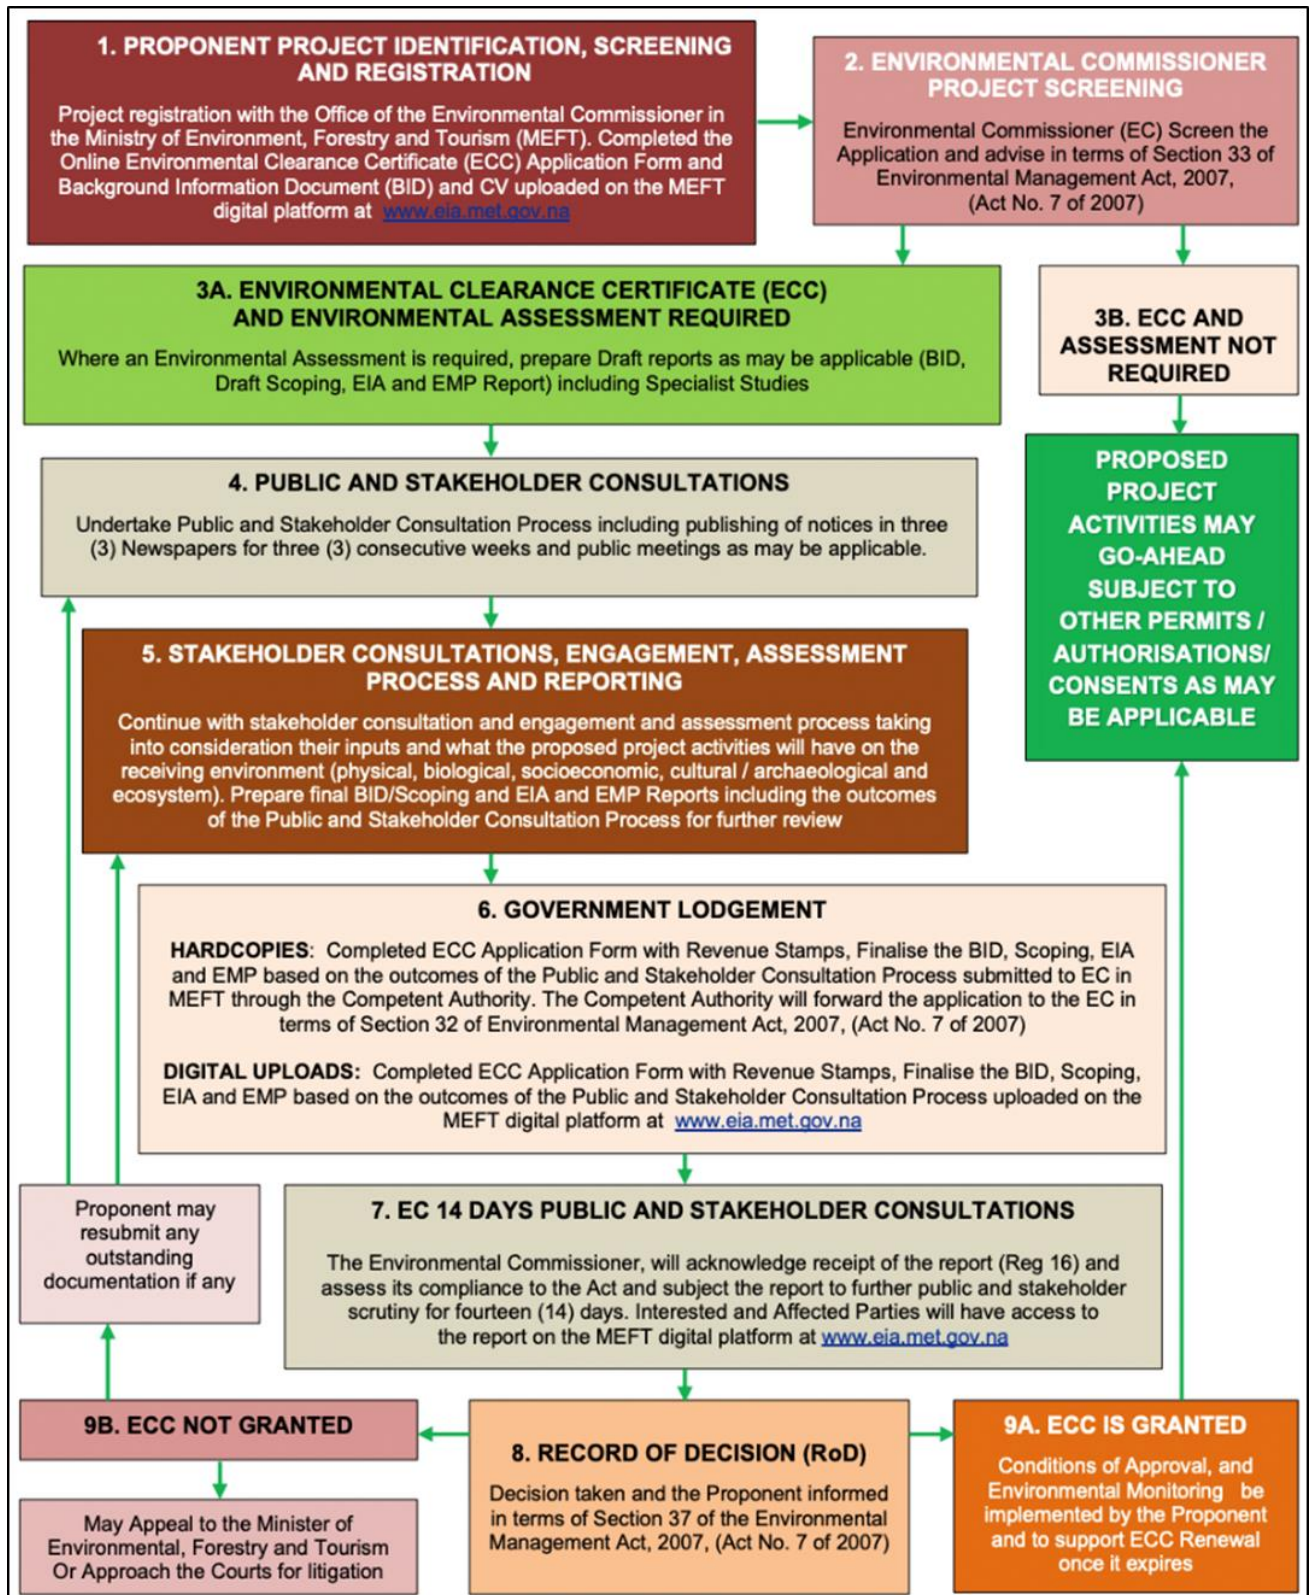 1. PROPONENT PROJECT IDENTIFICATION, SCREENING
AND REGISTRATION
Project registration with the Office of the Environmental Commissioner in
the Ministry of Environment, Forestry and Tourism (MEFT). Completed the
Online Environmental Clearance Certificate (ECC) Application Form and
Background Information Document (BID) and CV uploaded on the MEFT
digital platform at www.eia.met.gov.na
2. ENVIRONMENTAL COMMISSIONER
PROJECT SCREENING
Environmental Commissioner (EC) Screen the
Application and advise in terms of Section 33 of
Environmental Management Act, 2007,
(Act No. 7 of 2007)
3A. ENVIRONMENTAL CLEARANCE CERTIFICATE (ECC)
AND ENVIRONMENTAL ASSESSMENT REQUIRED
Where an Environmental Assessment is required, prepare Draft reports as may be applicable (BID,
Draft Scoping, EIA and EMP Report) including Specialist Studies
3B. ECC AND
ASSESSMENT NOT
REQUIRED
4. PUBLIC AND STAKEHOLDER CONSULTATIONS
Undertake Public and Stakeholder Consultation Process including publishing of notices in three
(3) Newspapers for three (3) consecutive weeks and public meetings as may be applicable.
PROPOSED
PROJECT
ACTIVITIES MAY
GO-AHEAD
SUBJECT TO
OTHER PERMITS /
AUTHORISATIONS/
CONSENTS AS MAY
BE APPLICABLE
5. STAKEHOLDER CONSULTATIONS, ENGAGEMENT, ASSESSMENT
PROCESS AND REPORTING
Continue with stakeholder consultation and engagement and assessment process taking
into consideration their inputs and what the proposed project activities will have on the
receiving environment (physical, biological, socioeconomic, cultural / archaeological and
ecosystem). Prepare final BID/Scoping and EIA and EMP Reports including the outcomes
of the Public and Stakeholder Consultation Process for further review
6. GOVERNMENT LODGEMENT
HARDCOPIES: Completed ECC Application Form with Revenue Stamps, Finalise the BID, Scoping, EIA
and EMP based on the outcomes of the Public and Stakeholder Consultation Process submitted to EC in
MEFT through the Competent Authority. The Competent Authority will forward the application to the EC in
terms of Section 32 of Environmental Management Act, 2007, (Act No. 7 of 2007)
DIGITAL UPLOADS: Completed ECC Application Form with Revenue Stamps, Finalise the BID, Scoping,
EIA and EMP based on the outcomes of the Public and Stakeholder Consultation Process uploaded on the
MEFT digital platform at www.eia.met.gov.na
Proponent may
resubmit any
outstanding
documentation if any
7. EC 14 DAYS PUBLIC AND STAKEHOLDER CONSULTATIONS
The Environmental Commissioner, will acknowledge receipt of the report (Reg 16) and
assess its compliance to the Act and subject the report to further public and stakeholder
scrutiny for fourteen (14) days. Interested and Affected Parties will have access to
the report on the MEFT digital platform at www.eia.met.gov.na
9B. ECC NOT GRANTED
May Appeal to the Minister of
Environmental, Forestry and Tourism
Or Approach the Courts for litigation
8. RECORD OF DECISION (RoD)
Decision taken and the Proponent informed
in terms of Section 37 of the Environmental
Management Act, 2007, (Act No. 7 of 2007)
9A. ECC IS GRANTED
Conditions of Approval, and
Environmental Monitoring be
implemented by the Proponent
and to support ECC Renewal
once it expires